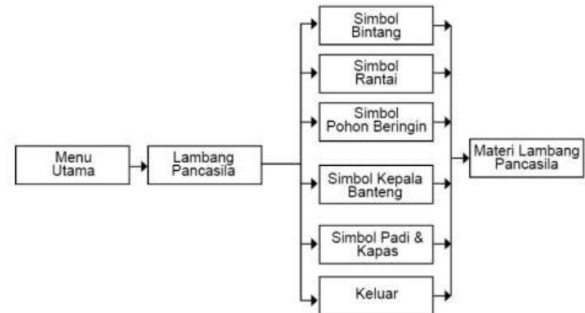 Menu
Utama
Lambang
Pancasila
Simbol
Bintang
Simbol
Rantai
Simbol
Pohon Beringin
Simbol Kepala
Banteng
Simbol Padi &
Kapas
Keluar
Materi Lambang
Pancasila